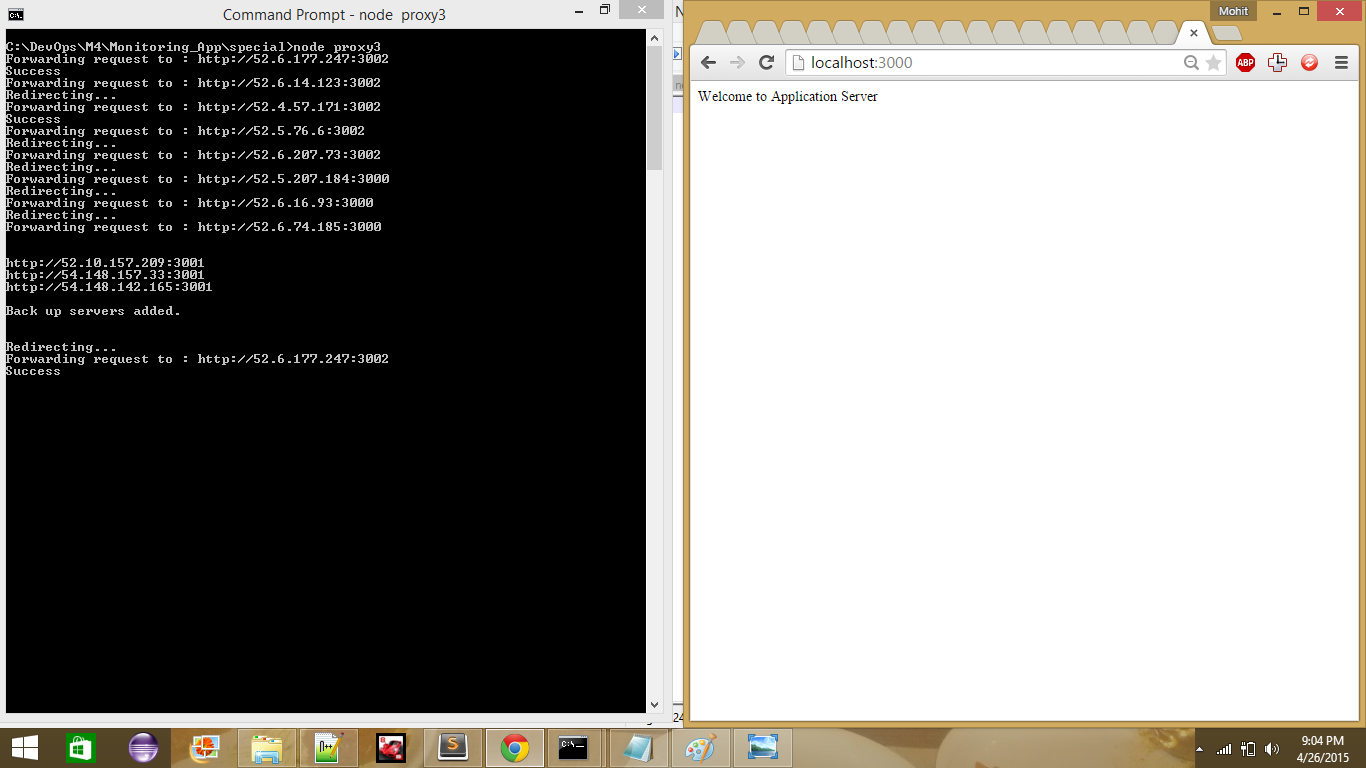 Command Prompt - node proxy3
C:\DevOps\M4\Monitoring_App\special>node proxy3
Forwarding request to : http://52.6.177.247:3002
Success
Forwarding request to : http://52.6.14.123:3002
Redirecting...
Forwarding request to : http://52.4.57.171:3002
Success
Forwarding request to : http://52.5.76.6:3002
Redirecting...
Forwarding request to : http://52.6.207.73:3002
Redirecting...
Forwarding request to : http://52.5.207.184:3000
Redirecting...
Forwarding request to : http://52.6.16.93:3000
Redirecting...
Forwarding request to : http://52.6.74.185:3000
http://52.10.157.209:3001
http://54.148.157.33:3001
http://54.148.142.165:3001
Back up servers added.
Redirecting...
Forwarding request to : http://52.6.177.247:3002
Success
Mohit
localhost:3000
ABP
Welcome to Application Server
24
9:04 PM
4/26/2015